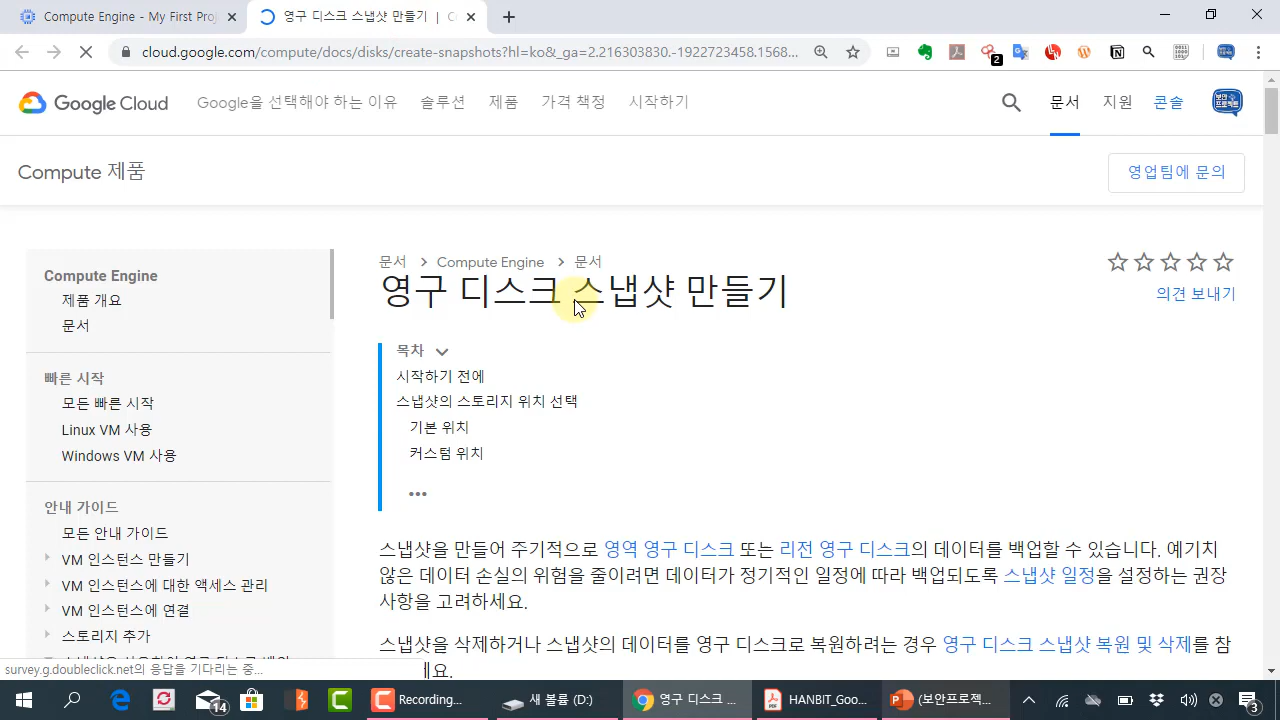 Compute Engine - My First Proj
영구 디스크 스냅샷 만들기 | C
cloud.google.com/compute/docs/disks/create-snapshots?hl=ko&_ga=2.216303830.-1922723458.1568...
2
Google Cloud
Google을 선택해야 하는 이유
솔루션
제품
가격 책정
시작하기
문서
지원
콘솔
보안
프로젝트
Compute 제품
영업팀에 문의
Compute Engine
제품 개요
문서
빠른 시작
모든 빠른 시작
Linux VM 사용
Windows VM 사용
안내 가이드
모든 안내 가이드
VM 인스턴스 만들기
VM 인스턴스에 대한 액세스 관리
VM 인스턴스에 연결
스토리지 추가
문서 > Compute Engine > 문서
영구 디스크 스냅샷 만들기
의견 보내기
목차
시작하기 전에
스냅샷의 스토리지 위치 선택
기본 위치
커스텀 위치
스냅샷을 만들어 주기적으로 영역 영구 디스크 또는 리전 영구 디스크의 데이터를 백업할 수 있습니다. 예기치
않은 데이터 손실의 위험을 줄이려면 데이터가 정기적인 일정에 따라 백업되도록 스냅샷 일정을 설정하는 권장
사항을 고려하세요.
스냅샷을 삭제하거나 스냅샷의 데이터를 영구 디스크로 복원하려는 경우 영구 디스크 스냅샷 복원 및 삭제를 참
survey.g.doubleclick.net의 응답을 기다리는 중...
14
Recording...
새 볼륨 (D:)
영구 디스크 ...
HANBIT_Goo...
(보안프로젝...
3